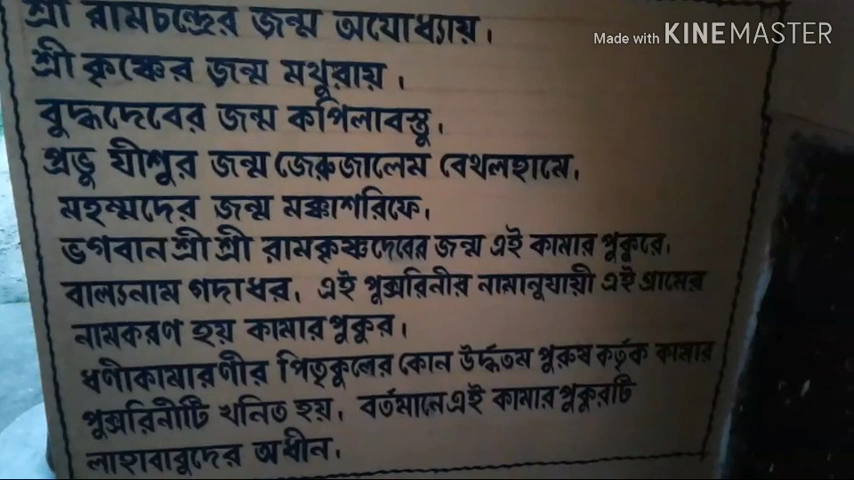 শ্রী রামচন্দ্রের জন্ম অযোধ্যায়।
Made with KINEMASTER
শ্রী কৃষ্ণের জন্ম মথুরায়।
বুদ্ধদেবের জন্ম কপিলাবস্তু।
প্রভু যীশুর জন্ম জেরুজালেম বেথলহামে।
মহম্মদের জন্ম মক্কাশরিফে।
ভগবান শ্রী শ্রী রামকৃষ্ণদেবের জন্ম এই কামার পুকুরে।
বাল্যনাম গদাধর। এই পুস্করিনীর নামানুযায়ী এই গ্রামের
নামকরণ হয় কামার পুকুর।
ধণীকামারণীর পিতৃকুলের কোন উর্দ্ধতম পুরুষ কর্তৃক কামার
পুস্করিনীটি খনিত হয়। বর্তমানে এই কামার পুকুরটি
লাহাবাবুদের অধীন।